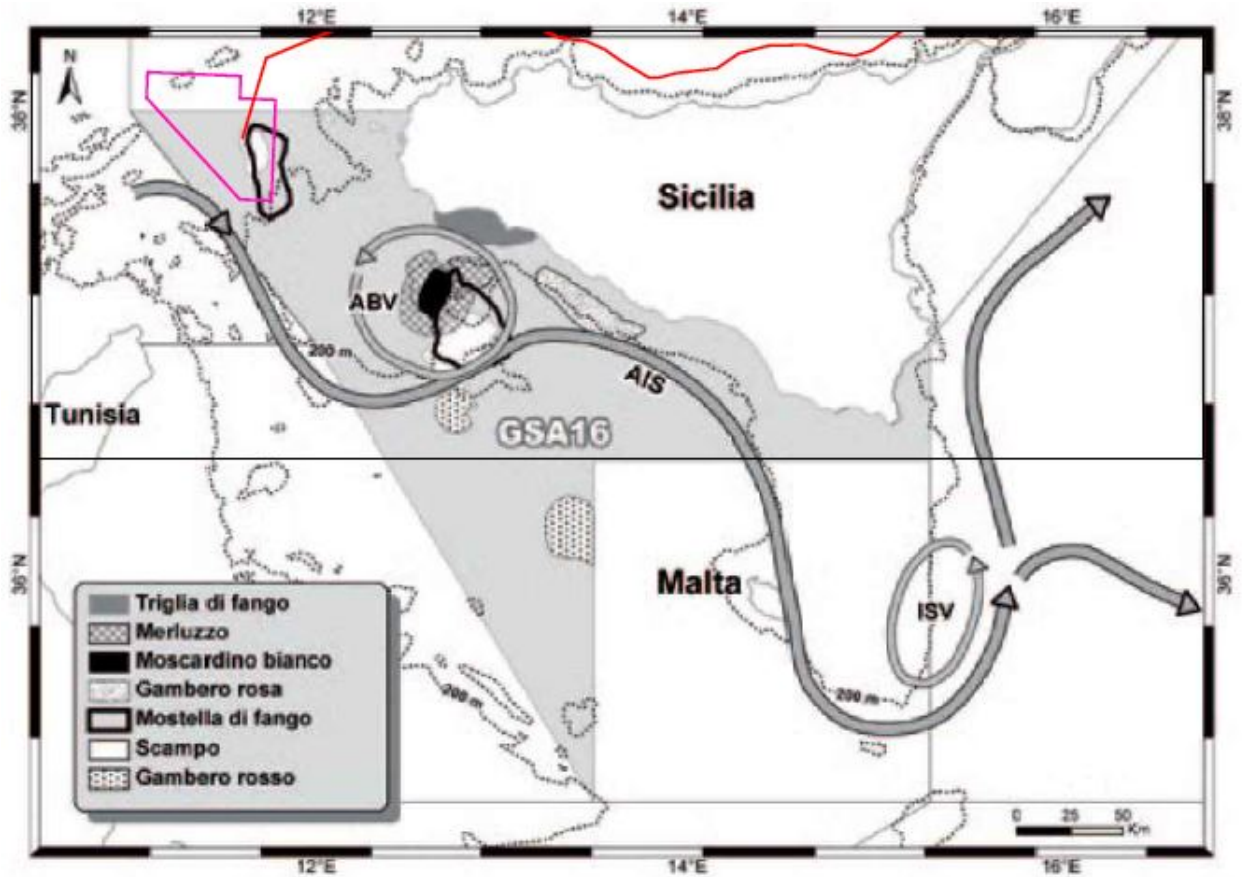 12°E 14°E 16°E
N
38°N 38°N
Sicilia
ABV
200 m
AIS
Tunisia
GSA16
36°N 36°N
Malta
ISV
Triglia di fango
Merluzzo
Moscardino bianco
Gambero rosa
Mostella di fango
Scampo
Gambero rosso
200 m
200 m
0 25 50
Km
12°E 14°E 16°E